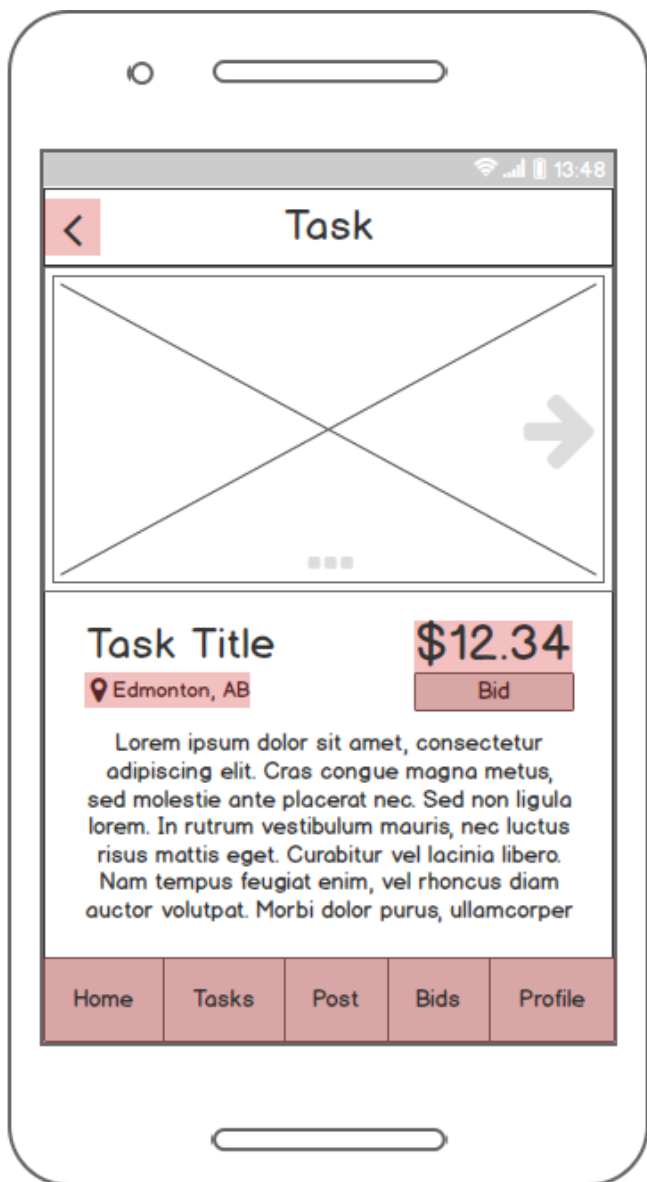 13:48
Task
Task Title
$12.34
Edmonton, AB
Bid
Lorem ipsum dolor sit amet, consectetur
adipiscing elit. Cras congue magna metus,
sed molestie ante placerat nec. Sed non ligula
lorem. In rutrum vestibulum mauris, nec luctus
risus mattis eget. Curabitur vel lacinia libero.
Nam tempus feugiat enim, vel rhoncus diam
auctor volutpat. Morbi dolor purus, ullamcorper
Home Tasks Post Bids Profile